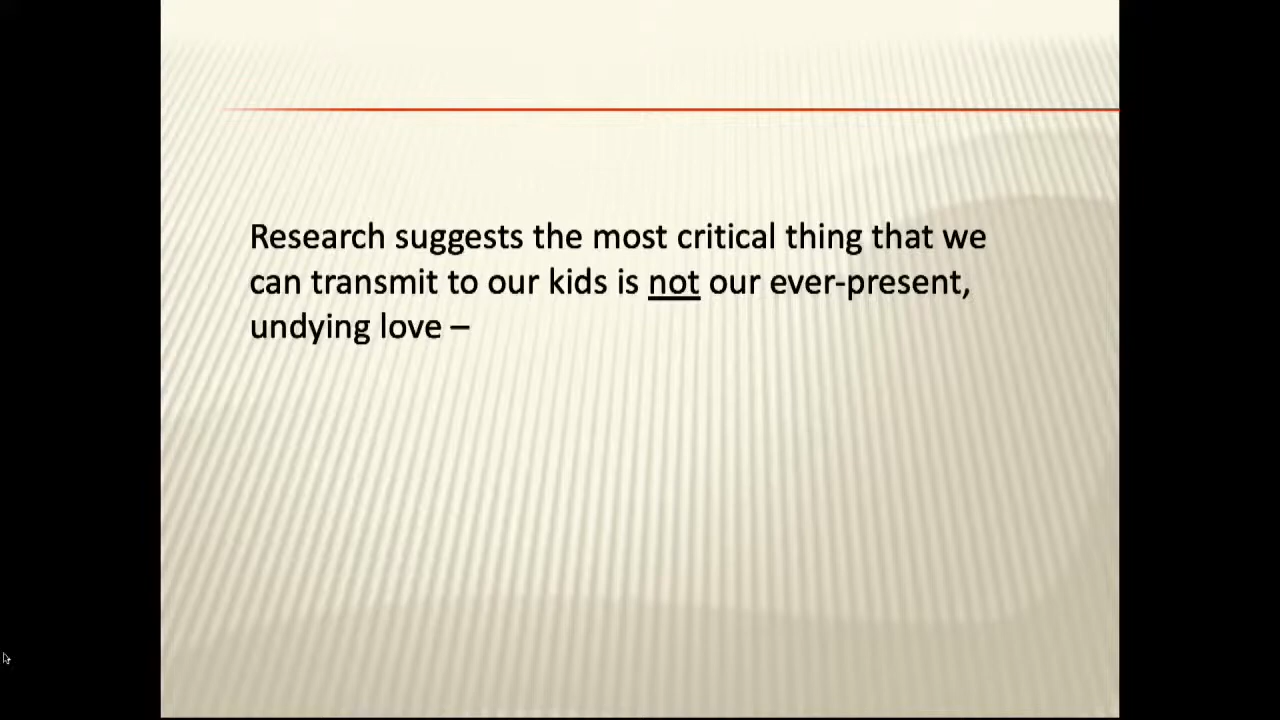 Research suggests the most critical thing that we
can transmit to our kids is not our ever-present,
undying love –